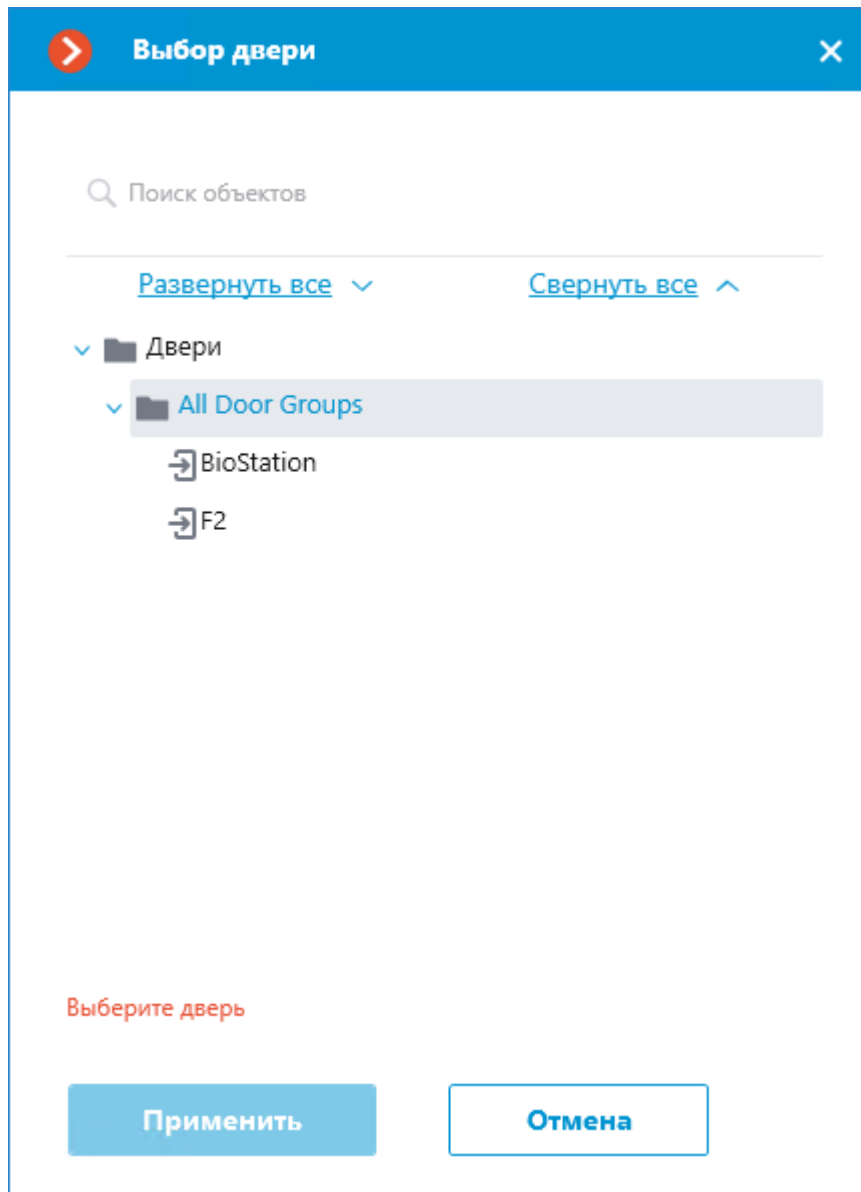 Выбор двери
Поиск объектов
Развернуть все Свернуть все
Двери
All Door Groups
BioStation
F2
Выберите дверь
Применить Отмена